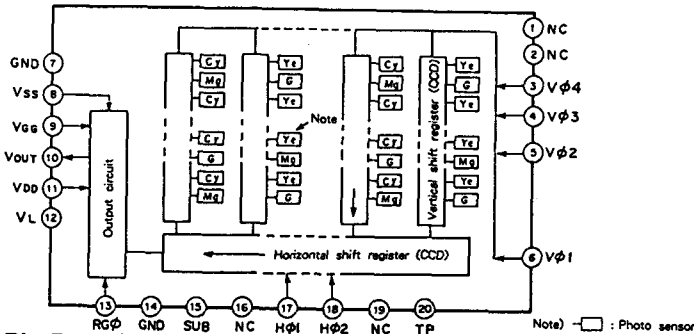 1 NC
2 NC
3 Vφ4
4 Vφ3
5 Vφ2
6 Vφ1
GND 7
VSS 8
VGG 9
VOUT 10
VDD 11
VL 12
Output circuit
Cy
Mg
Cy
Cy
G
Cy
Mg
Ye
G
Ye
Note
Ye
Mg
Ye
G
Cy
Mg
Cy
Cy
G
Cy
Mg
Vertical shift register (CCD)
Ye
G
Ye
Ye
Mg
Ye
G
Horizontal shift register (CCD)
13 14 15 16 17 18 19 20
RGφ GND SUB NC Hφ1 Hφ2 NC TP
Note) : Photo sensor